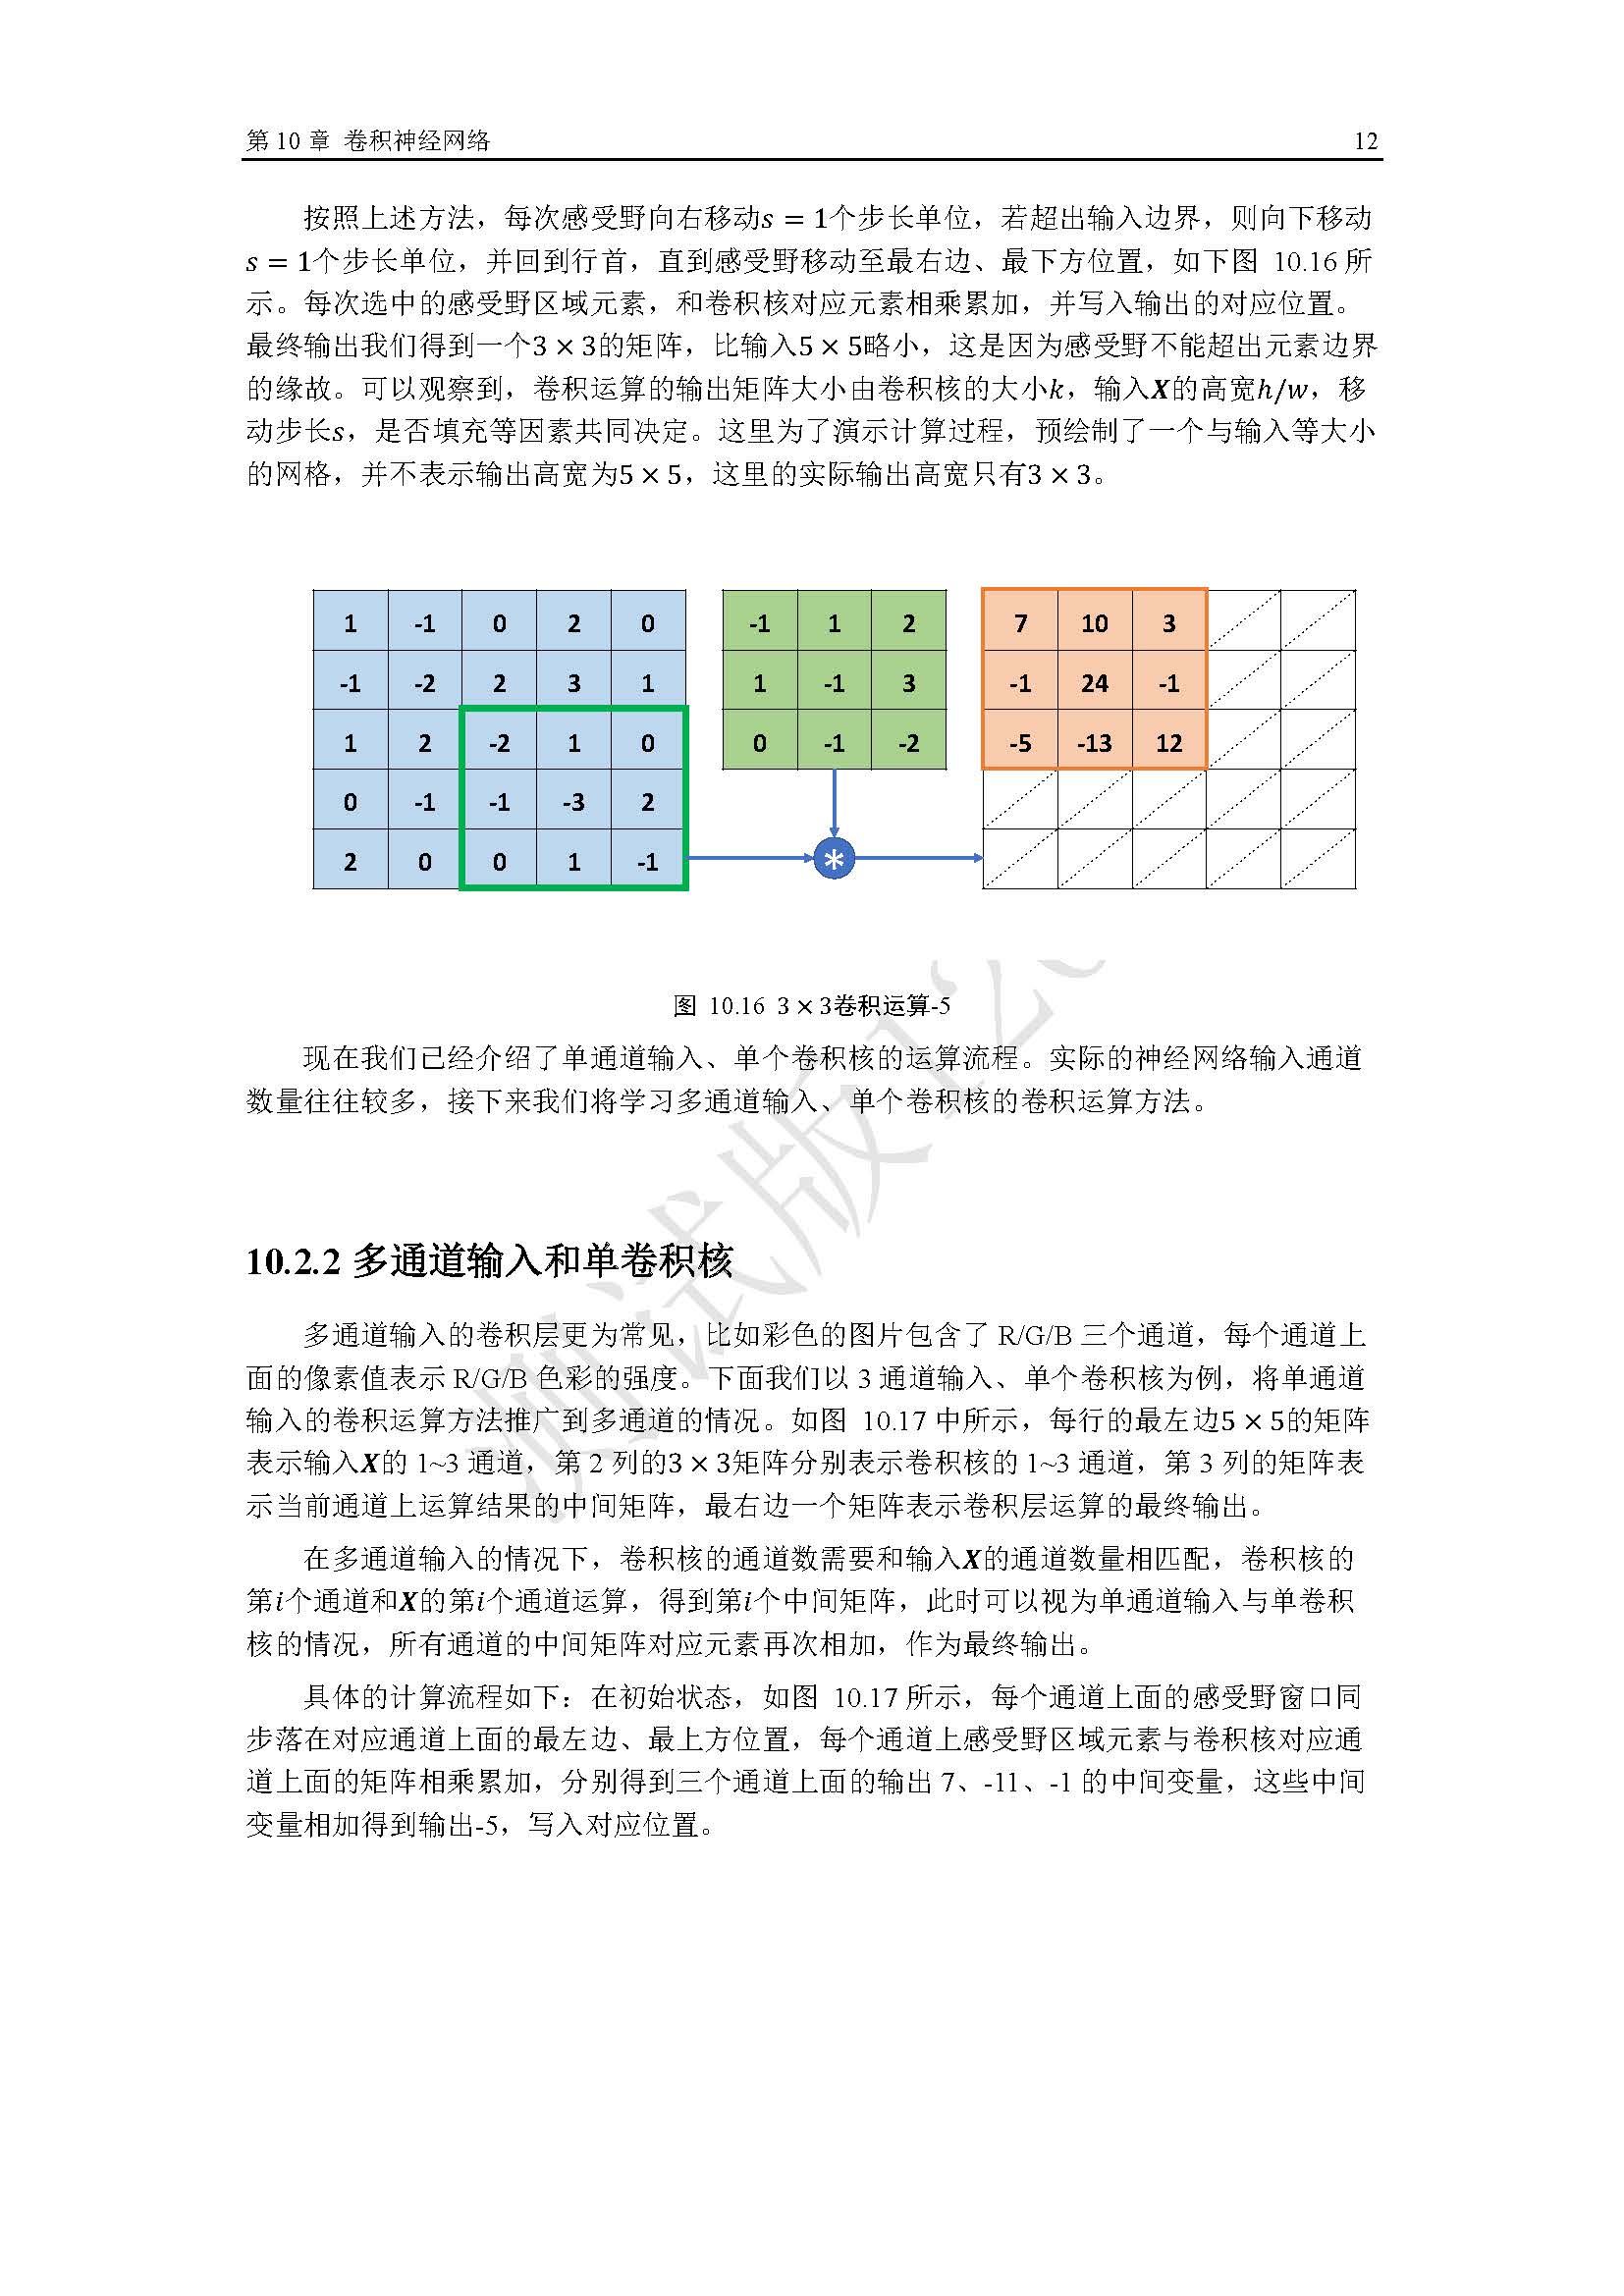 第 10 章 卷积神经网络 12
按照上述方法，每次感受野向右移动s = 1个步长单位，若超出输入边界，则向下移动
s = 1个步长单位，并回到行首，直到感受野移动至最右边、最下方位置，如下图 10.16 所
示。每次选中的感受野区域元素，和卷积核对应元素相乘累加，并写入输出的对应位置。
最终输出我们得到一个3 × 3的矩阵，比输入5 × 5略小，这是因为感受野不能超出元素边界
的缘故。可以观察到，卷积运算的输出矩阵大小由卷积核的大小k，输入X的高宽h/w，移
动步长s，是否填充等因素共同决定。这里为了演示计算过程，预绘制了一个与输入等大小
的网格，并不表示输出高宽为5 × 5，这里的实际输出高宽只有3 × 3。
1 -1 0 2 0 -1 1 2 7 10 3
-1 -2 2 3 1 1 -1 3 -1 24 -1
1 2 -2 1 0 0 -1 -2 -5 -13 12
0 -1 -1 -3 2
2 0 0 1 -1 *
图 10.16 3 × 3卷积运算-5
现在我们已经介绍了单通道输入、单个卷积核的运算流程。实际的神经网络输入通道
数量往往较多，接下来我们将学习多通道输入、单个卷积核的卷积运算方法。
10.2.2 多通道输入和单卷积核
多通道输入的卷积层更为常见，比如彩色的图片包含了 R/G/B 三个通道，每个通道上
面的像素值表示 R/G/B 色彩的强度。下面我们以 3 通道输入、单个卷积核为例，将单通道
输入的卷积运算方法推广到多通道的情况。如图 10.17 中所示，每行的最左边5 × 5的矩阵
表示输入X的 1~3 通道，第 2 列的3 × 3矩阵分别表示卷积核的 1~3 通道，第 3 列的矩阵表
示当前通道上运算结果的中间矩阵，最右边一个矩阵表示卷积层运算的最终输出。
在多通道输入的情况下，卷积核的通道数需要和输入X的通道数量相匹配，卷积核的
第i个通道和X的第i个通道运算，得到第i个中间矩阵，此时可以视为单通道输入与单卷积
核的情况，所有通道的中间矩阵对应元素再次相加，作为最终输出。
具体的计算流程如下：在初始状态，如图 10.17 所示，每个通道上面的感受野窗口同
步落在对应通道上面的最左边、最上方位置，每个通道上感受野区域元素与卷积核对应通
道上面的矩阵相乘累加，分别得到三个通道上面的输出 7、-11、-1 的中间变量，这些中间
变量相加得到输出-5，写入对应位置。
测试版